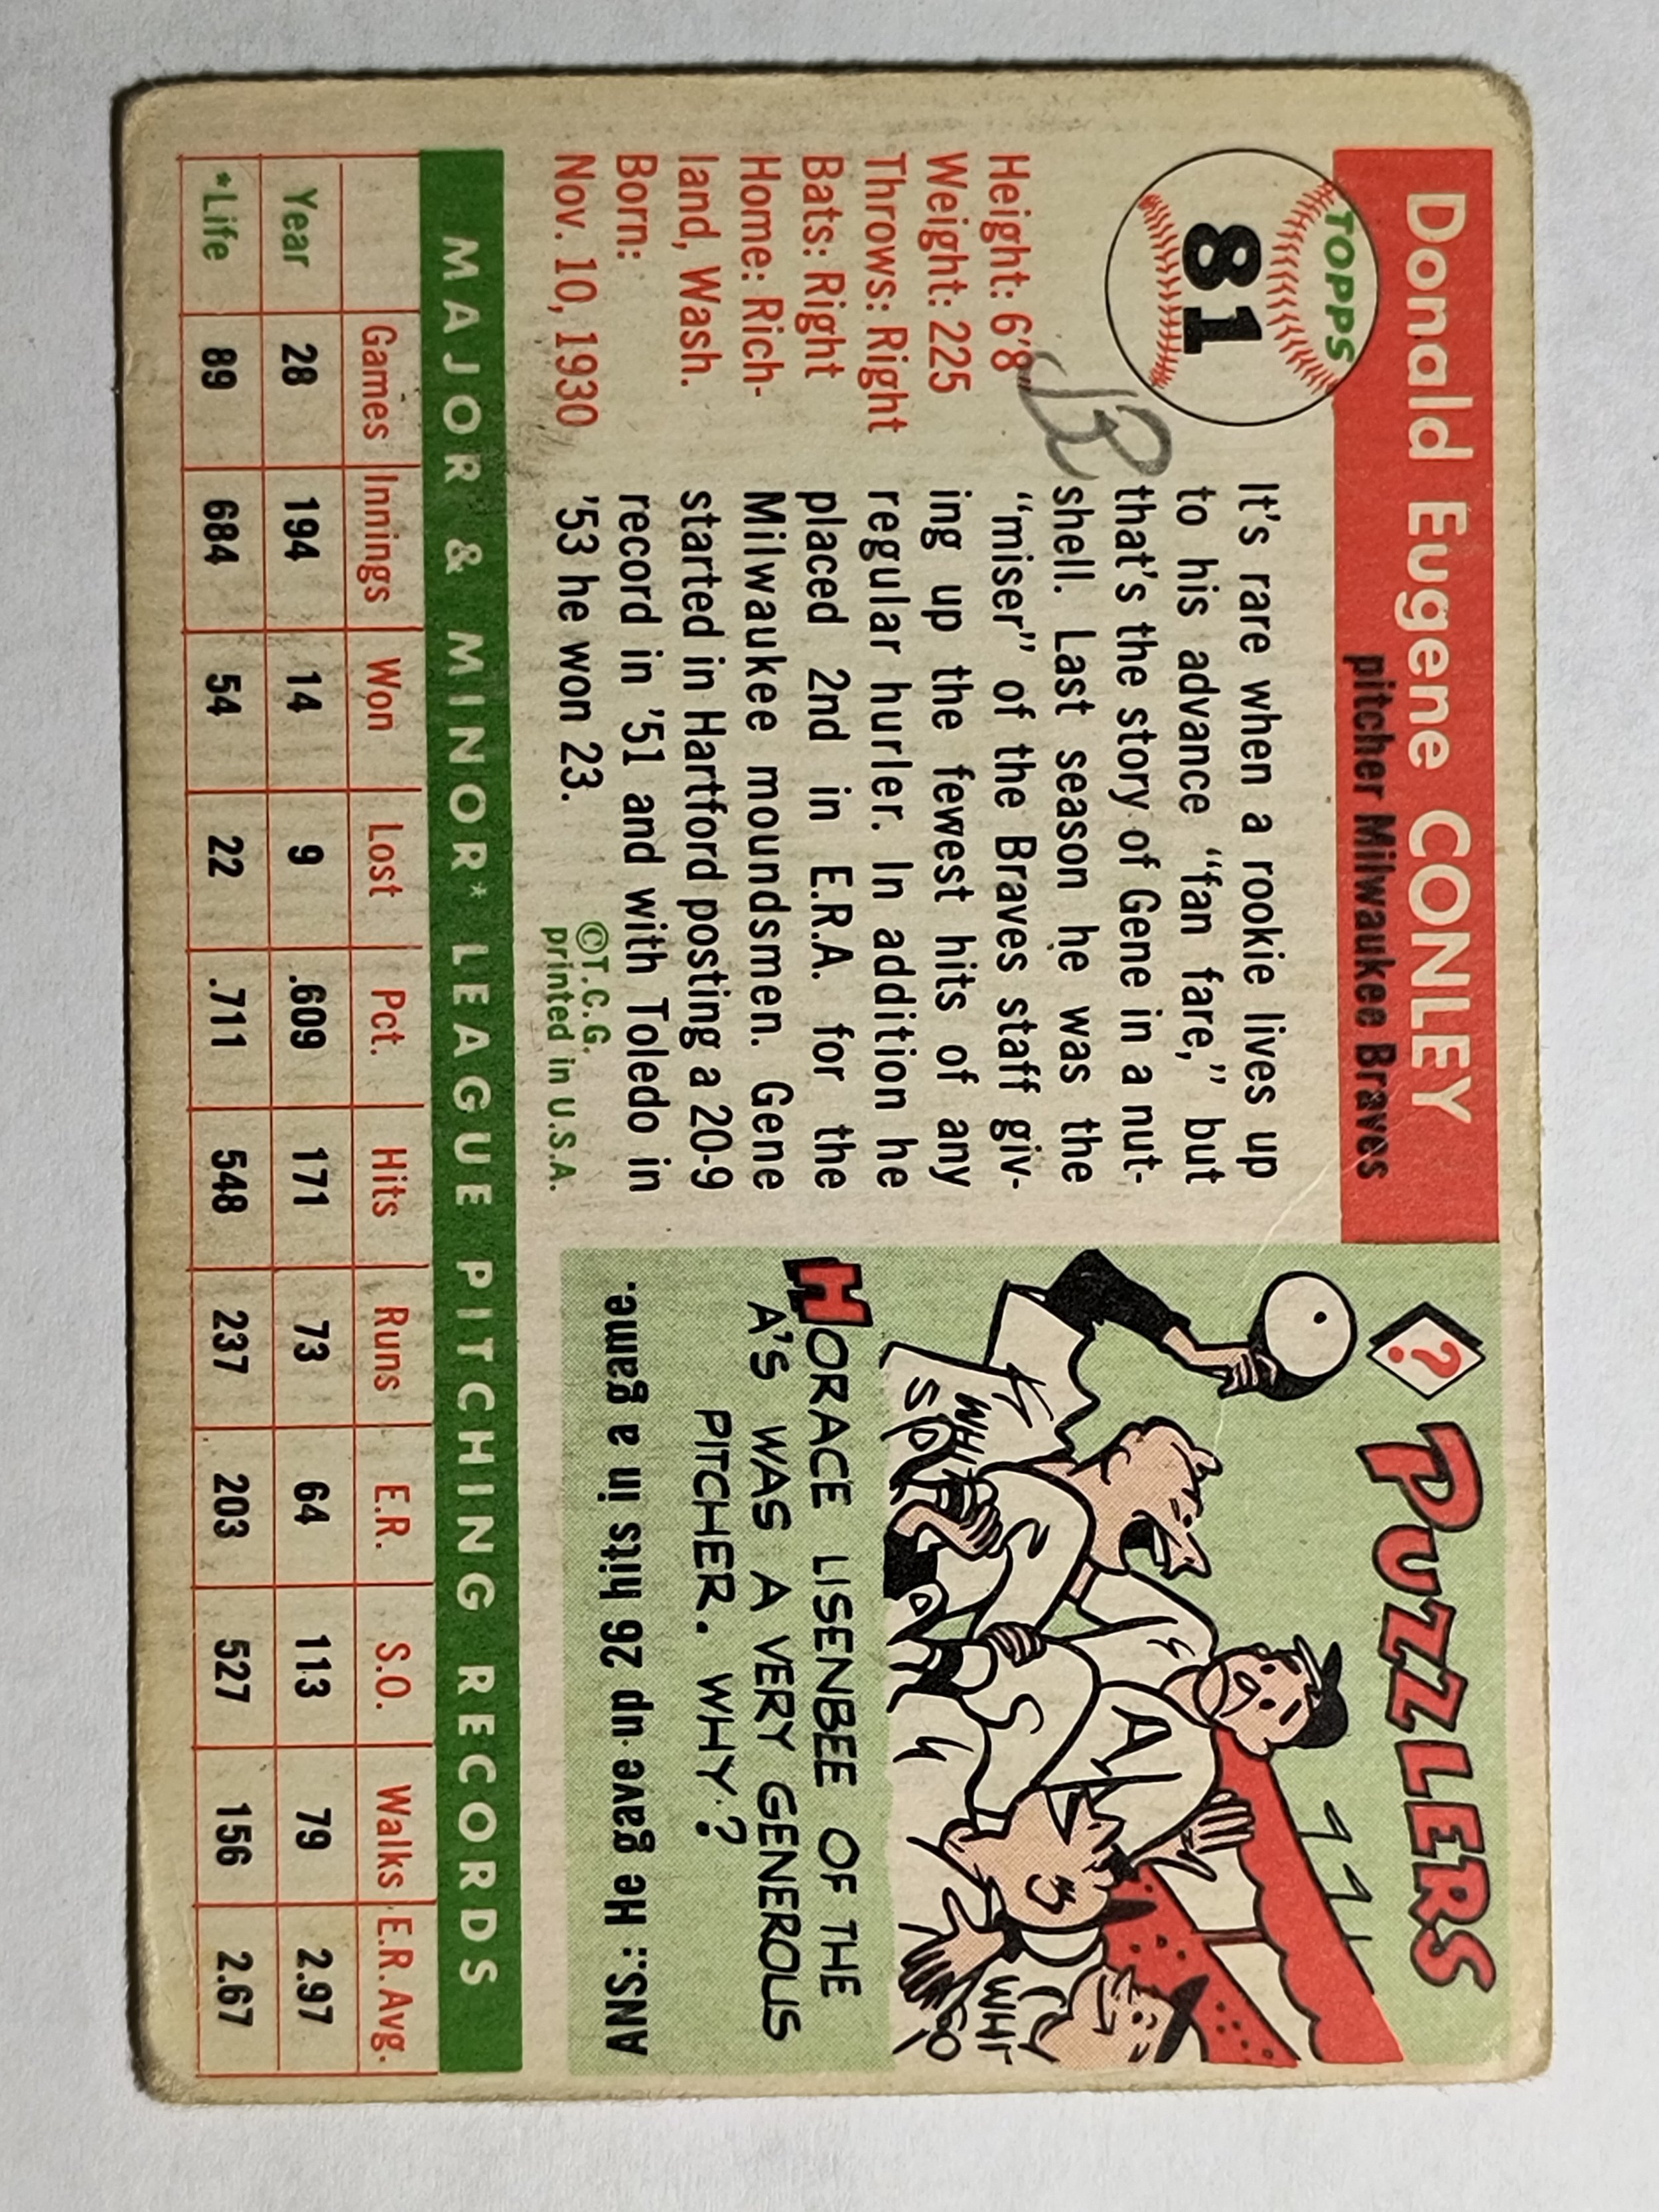 Donald Eugene CONLEY
pitcher Milwaukee Braves
TOPPS
81
Height: 6'8
Weight: 225
Throws: Right
Bats: Right
Home: Rich-
land, Wash.
Born:
Nov. 10, 1930
It's rare when a rookie lives up
to his advance "fan fare," but
that's the story of Gene in a nut-
shell. Last season he was the
"miser" of the Braves staff giv-
ing up the fewest hits of any
regular hurler. In addition he
placed 2nd in E.R.A. for the
Milwaukee moundsmen. Gene
started in Hartford posting a 20-9
record in '51 and with Toledo in
'53 he won 23.
©T.C.G.
printed in U.S.A.
? PUZZLERS
A
WHI
SO
WHI
SO
HORACE LISENBEE OF THE
A'S WAS A VERY GENEROUS
PITCHER. WHY?
ANS.: He gave up 26 hits in a game.
MAJOR & MINOR* LEAGUE PITCHING RECORDS
Games Innings Won Lost Pct. Hits Runs E.R. S.O. Walks E.R. Avg.
Year 28 194 14 9 .609 171 73 64 113 79 2.97
*Life 89 684 54 22 .711 548 237 203 527 156 2.67